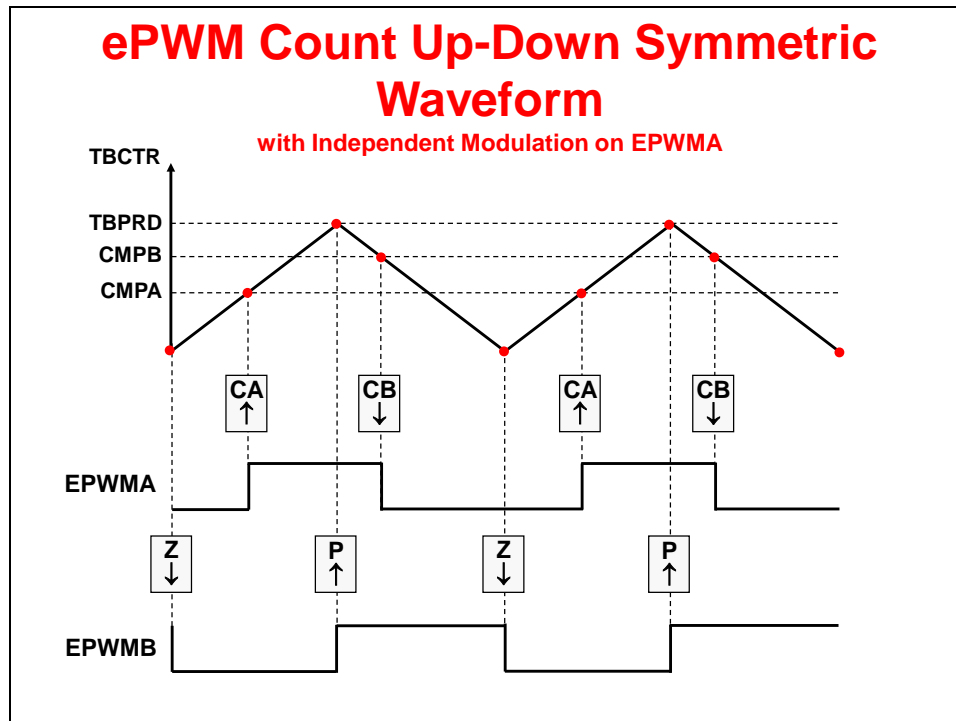 ePWM Count Up-Down Symmetric
Waveform
with Independent Modulation on EPWMA
TBCTR
TBPRD
CMPB
CMPA
CA
↑
CB
↓
CA
↑
CB
↓
EPWMA
Z
↓
P
↑
Z
↓
P
↑
EPWMB